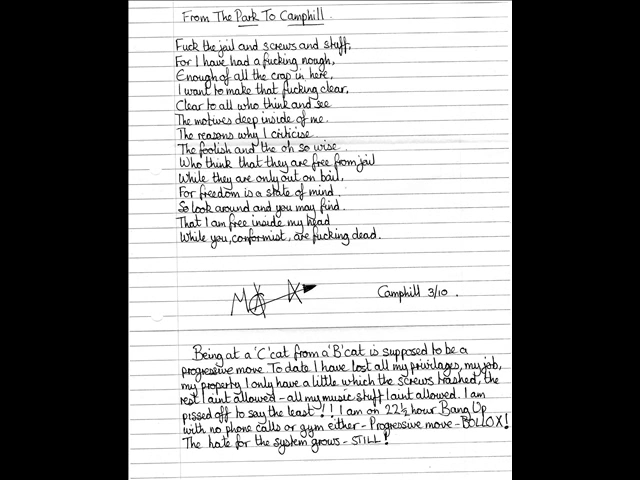 From The Park To Camphill.
Fuck the jail and screws and stuff,
For I have had a fucking nough,
Enough of all the crap in here,
I want to make that fucking clear,
Clear to all who think and see
The motives deep inside of me.
The reasons why I criticise
The foolish and the oh so wise
Who think that they are free from jail
While they are only out on bail,
For freedom is a state of mind.
So look around and you may find.
That I am free inside my head
While you, conformist, are fucking dead.
Camphill 3/10.
Being at a 'C' cat from a 'B' cat is supposed to be a
progressive move. To date I have lost all my privilages, my job,
my property I only have a little which the screws trashed, the
rest I aint allowed - all my music stuff I aint allowed. I am
pissed off to say the least!!! I am on 22½ hour Bang Up
with no phone calls or gym either - Progressive move - BOLLOX!
The hate for the system grows - STILL!